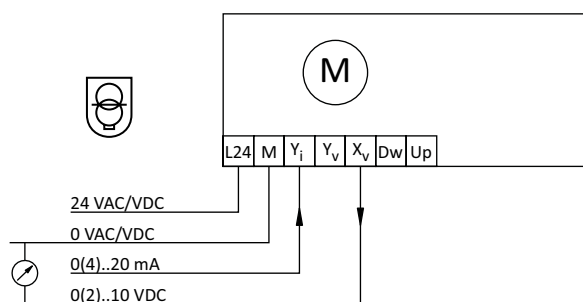 M
L24 M Yi Yv Xv Dw Up
24 VAC/VDC
0 VAC/VDC
0(4)..20 mA
0(2)..10 VDC